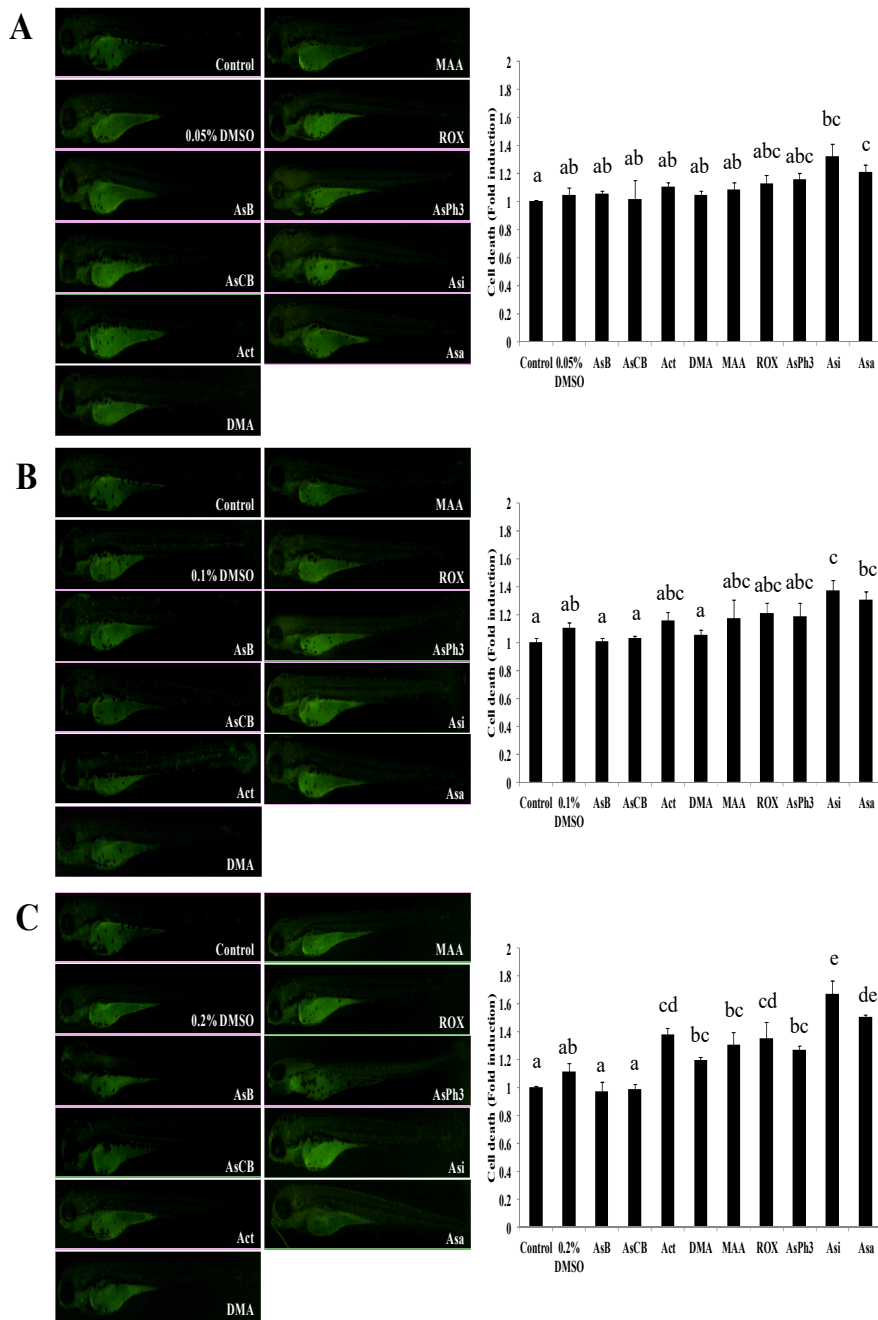 A
Control
MAA
0.05% DMSO
ROX
AsB
AsPh3
AsCB
Asi
Act
Asa
DMA
Cell death (Fold induction)
2
1.8
1.6
1.4
1.2
1
0.8
0.6
0.4
0.2
0
a ab ab ab ab ab ab abc abc bc c
Control 0.05% AsB AsCB Act DMA MAA ROX AsPh3 Asi Asa
DMSO
B
Control
MAA
0.1% DMSO
ROX
AsB
AsPh3
AsCB
Asi
Act
Asa
DMA
Cell death (Fold induction)
2
1.8
1.6
1.4
1.2
1
0.8
0.6
0.4
0.2
0
a ab a a abc a abc abc abc c bc
Control 0.1% AsB AsCB Act DMA MAA ROX AsPh3 Asi Asa
DMSO
C
Control
MAA
0.2% DMSO
ROX
AsB
AsPh3
AsCB
Asi
Act
Asa
DMA
Cell death (Fold induction)
2
1.8
1.6
1.4
1.2
1
0.8
0.6
0.4
0.2
0
a ab a a cd bc bc cd bc e de
Control 0.2% AsB AsCB Act DMA MAA ROX AsPh3 Asi Asa
DMSO